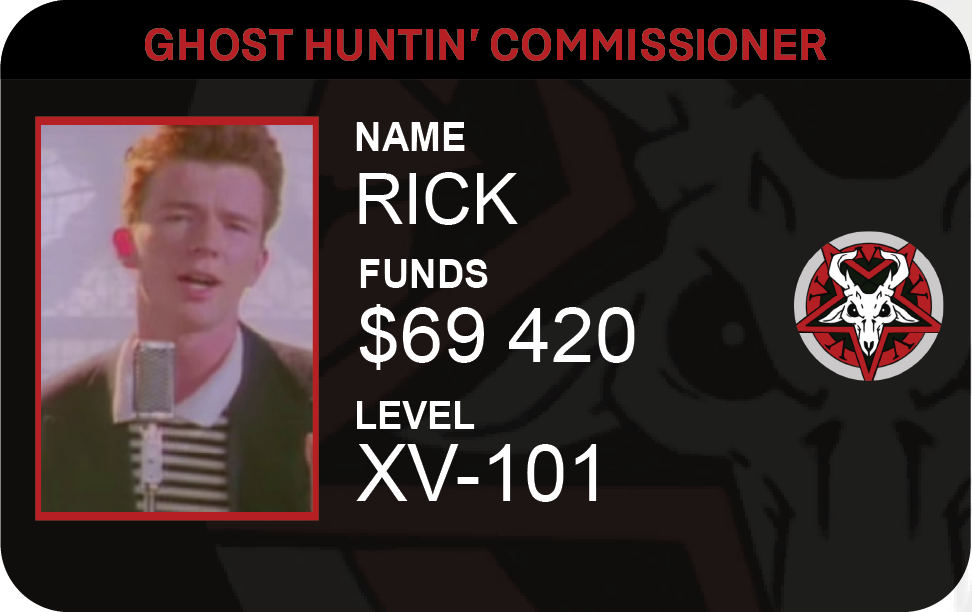 GHOST HUNTIN' COMMISSIONER
NAME
RICK
FUNDS
$69 420
LEVEL
XV-101